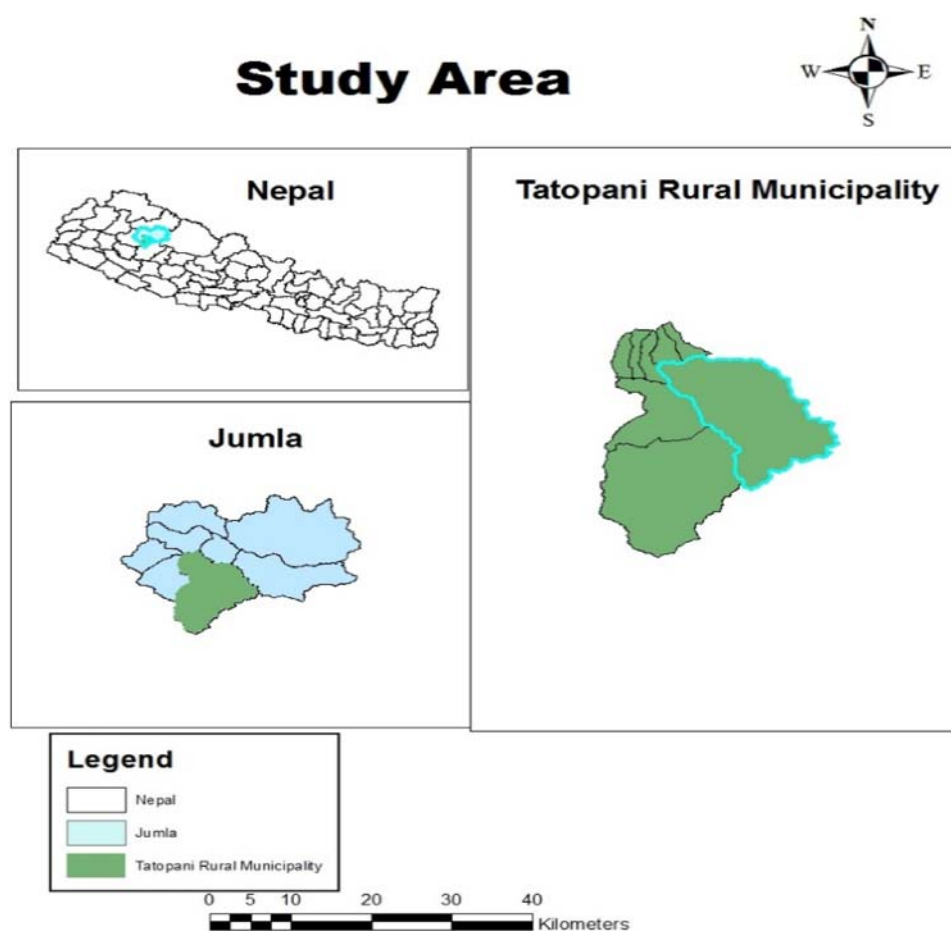 Study Area
N
W E
S
Nepal
Tatopani Rural Municipality
Jumla
Legend
Nepal
Jumla
Tatopani Rural Municipality
0 5 10 20 30 40
Kilometers